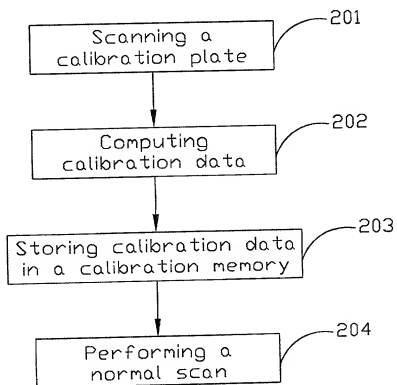 201
Scanning a
calibration plate
202
Computing
calibration data
203
Storing calibration data
in a calibration memory
204
Performing a
normal scan